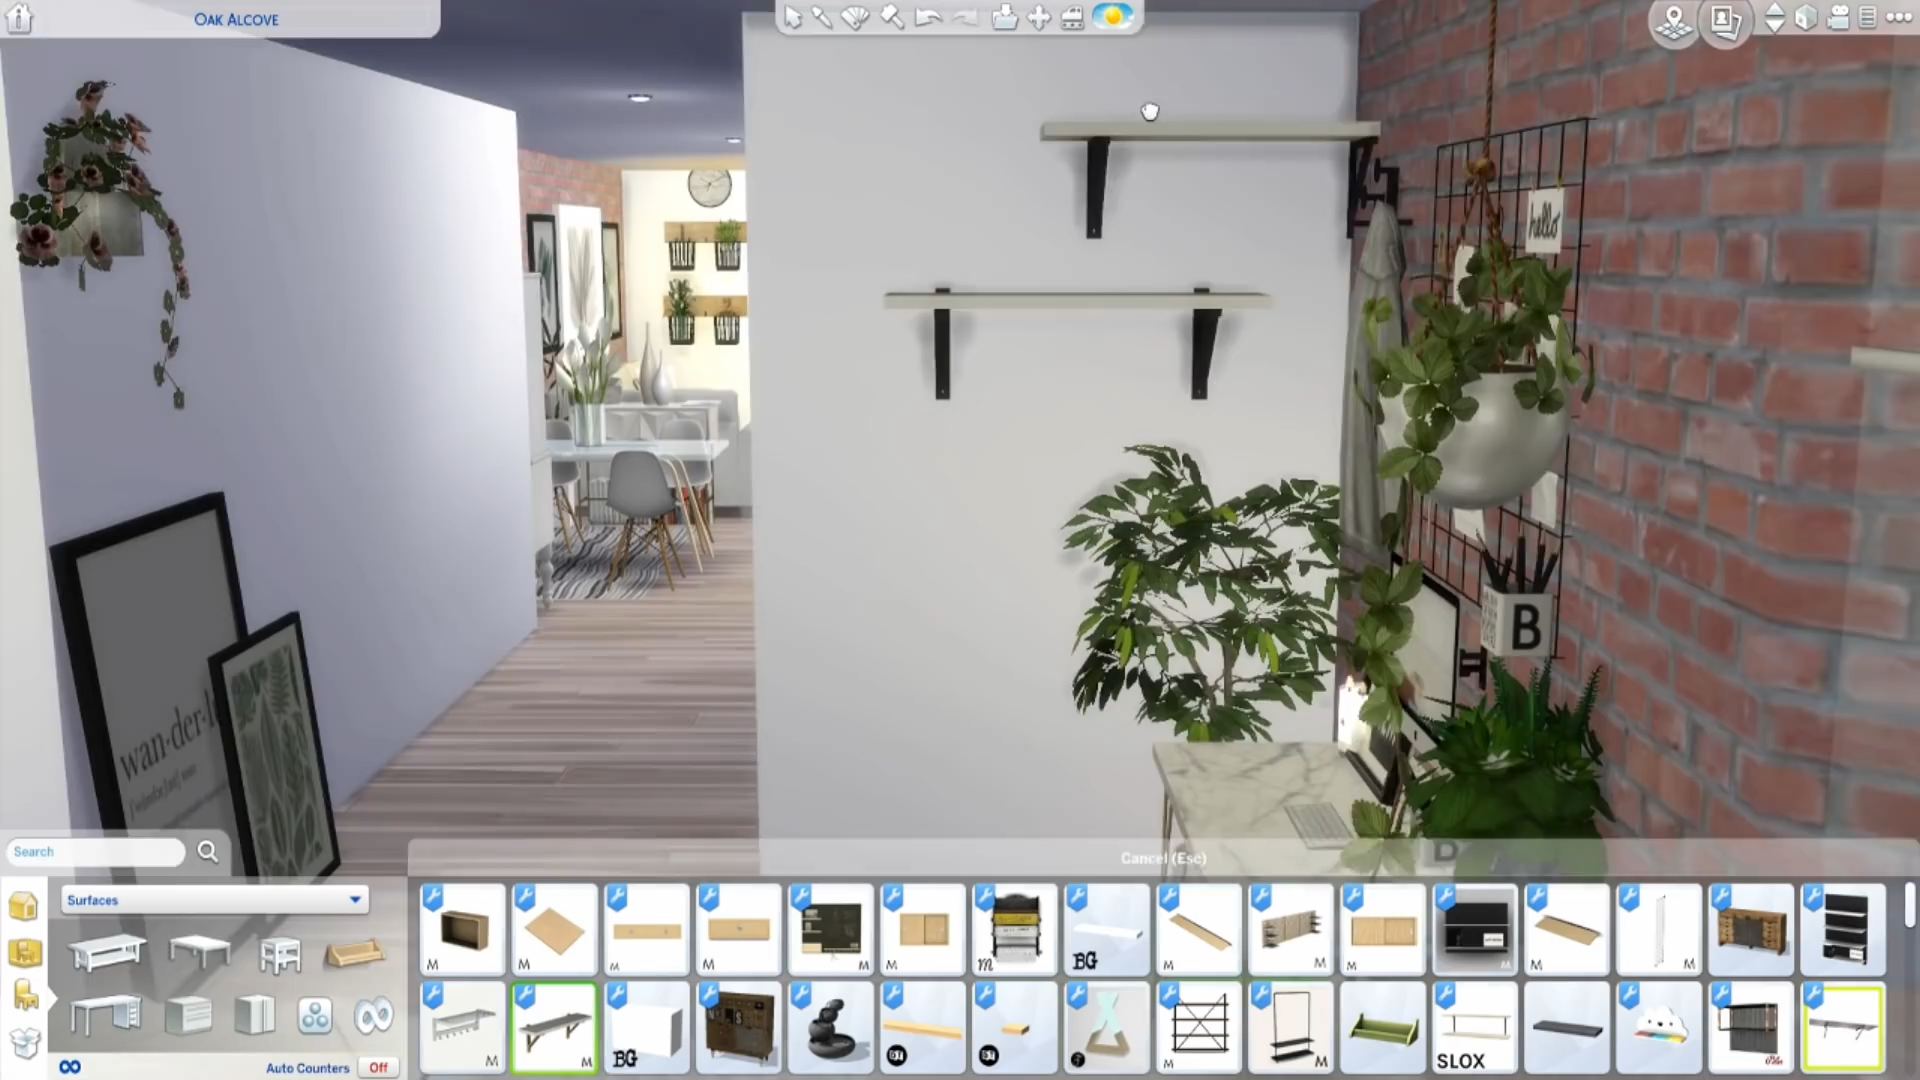 Oak Alcove
hello
B
wan·der·l
Cancel (Esc)
Search
Surfaces
M
M
M
M
M
M
m
BG
M
M
M
M
M
M
M
M
BG
M
M
SLOX
Auto Counters
Off